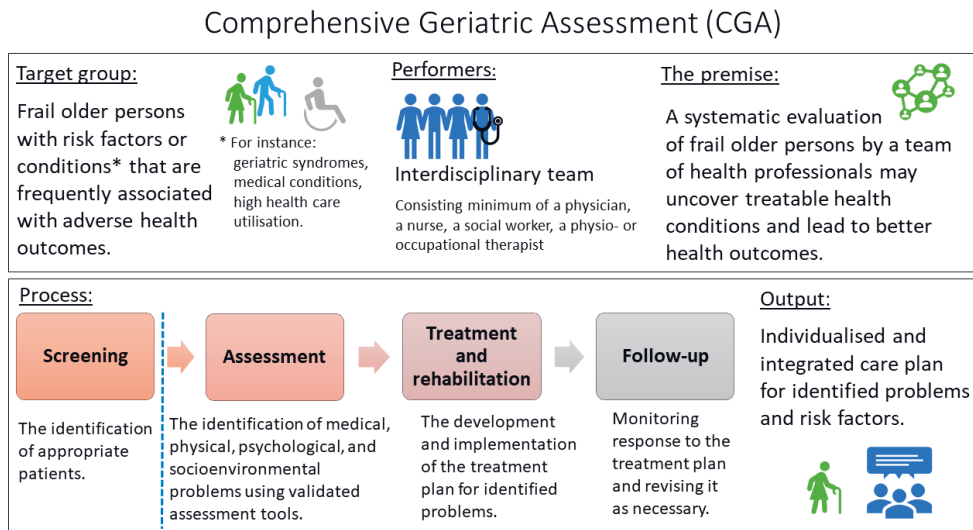 Comprehensive Geriatric Assessment (CGA)
Target group:
Frail older persons
with risk factors or
conditions* that are
frequently associated
with adverse health
outcomes.
* For instance:
geriatric syndromes,
medical conditions,
high health care
utilisation.
Performers:
Interdisciplinary team
Consisting minimum of a physician,
a nurse, a social worker, a physio- or
occupational therapist
The premise:
A systematic evaluation
of frail older persons by a team
of health professionals may
uncover treatable health
conditions and lead to better
health outcomes.
Process:
Screening
The identification
of appropriate
patients.
Assessment
The identification of medical,
physical, psychological, and
socioenvironmental
problems using validated
assessment tools.
Treatment
and
rehabilitation
The development
and implementation
of the treatment
plan for identified
problems.
Follow-up
Monitoring
response to the
treatment plan
and revising it
as necessary.
Output:
Individualised and
integrated care plan
for identified problems
and risk factors.